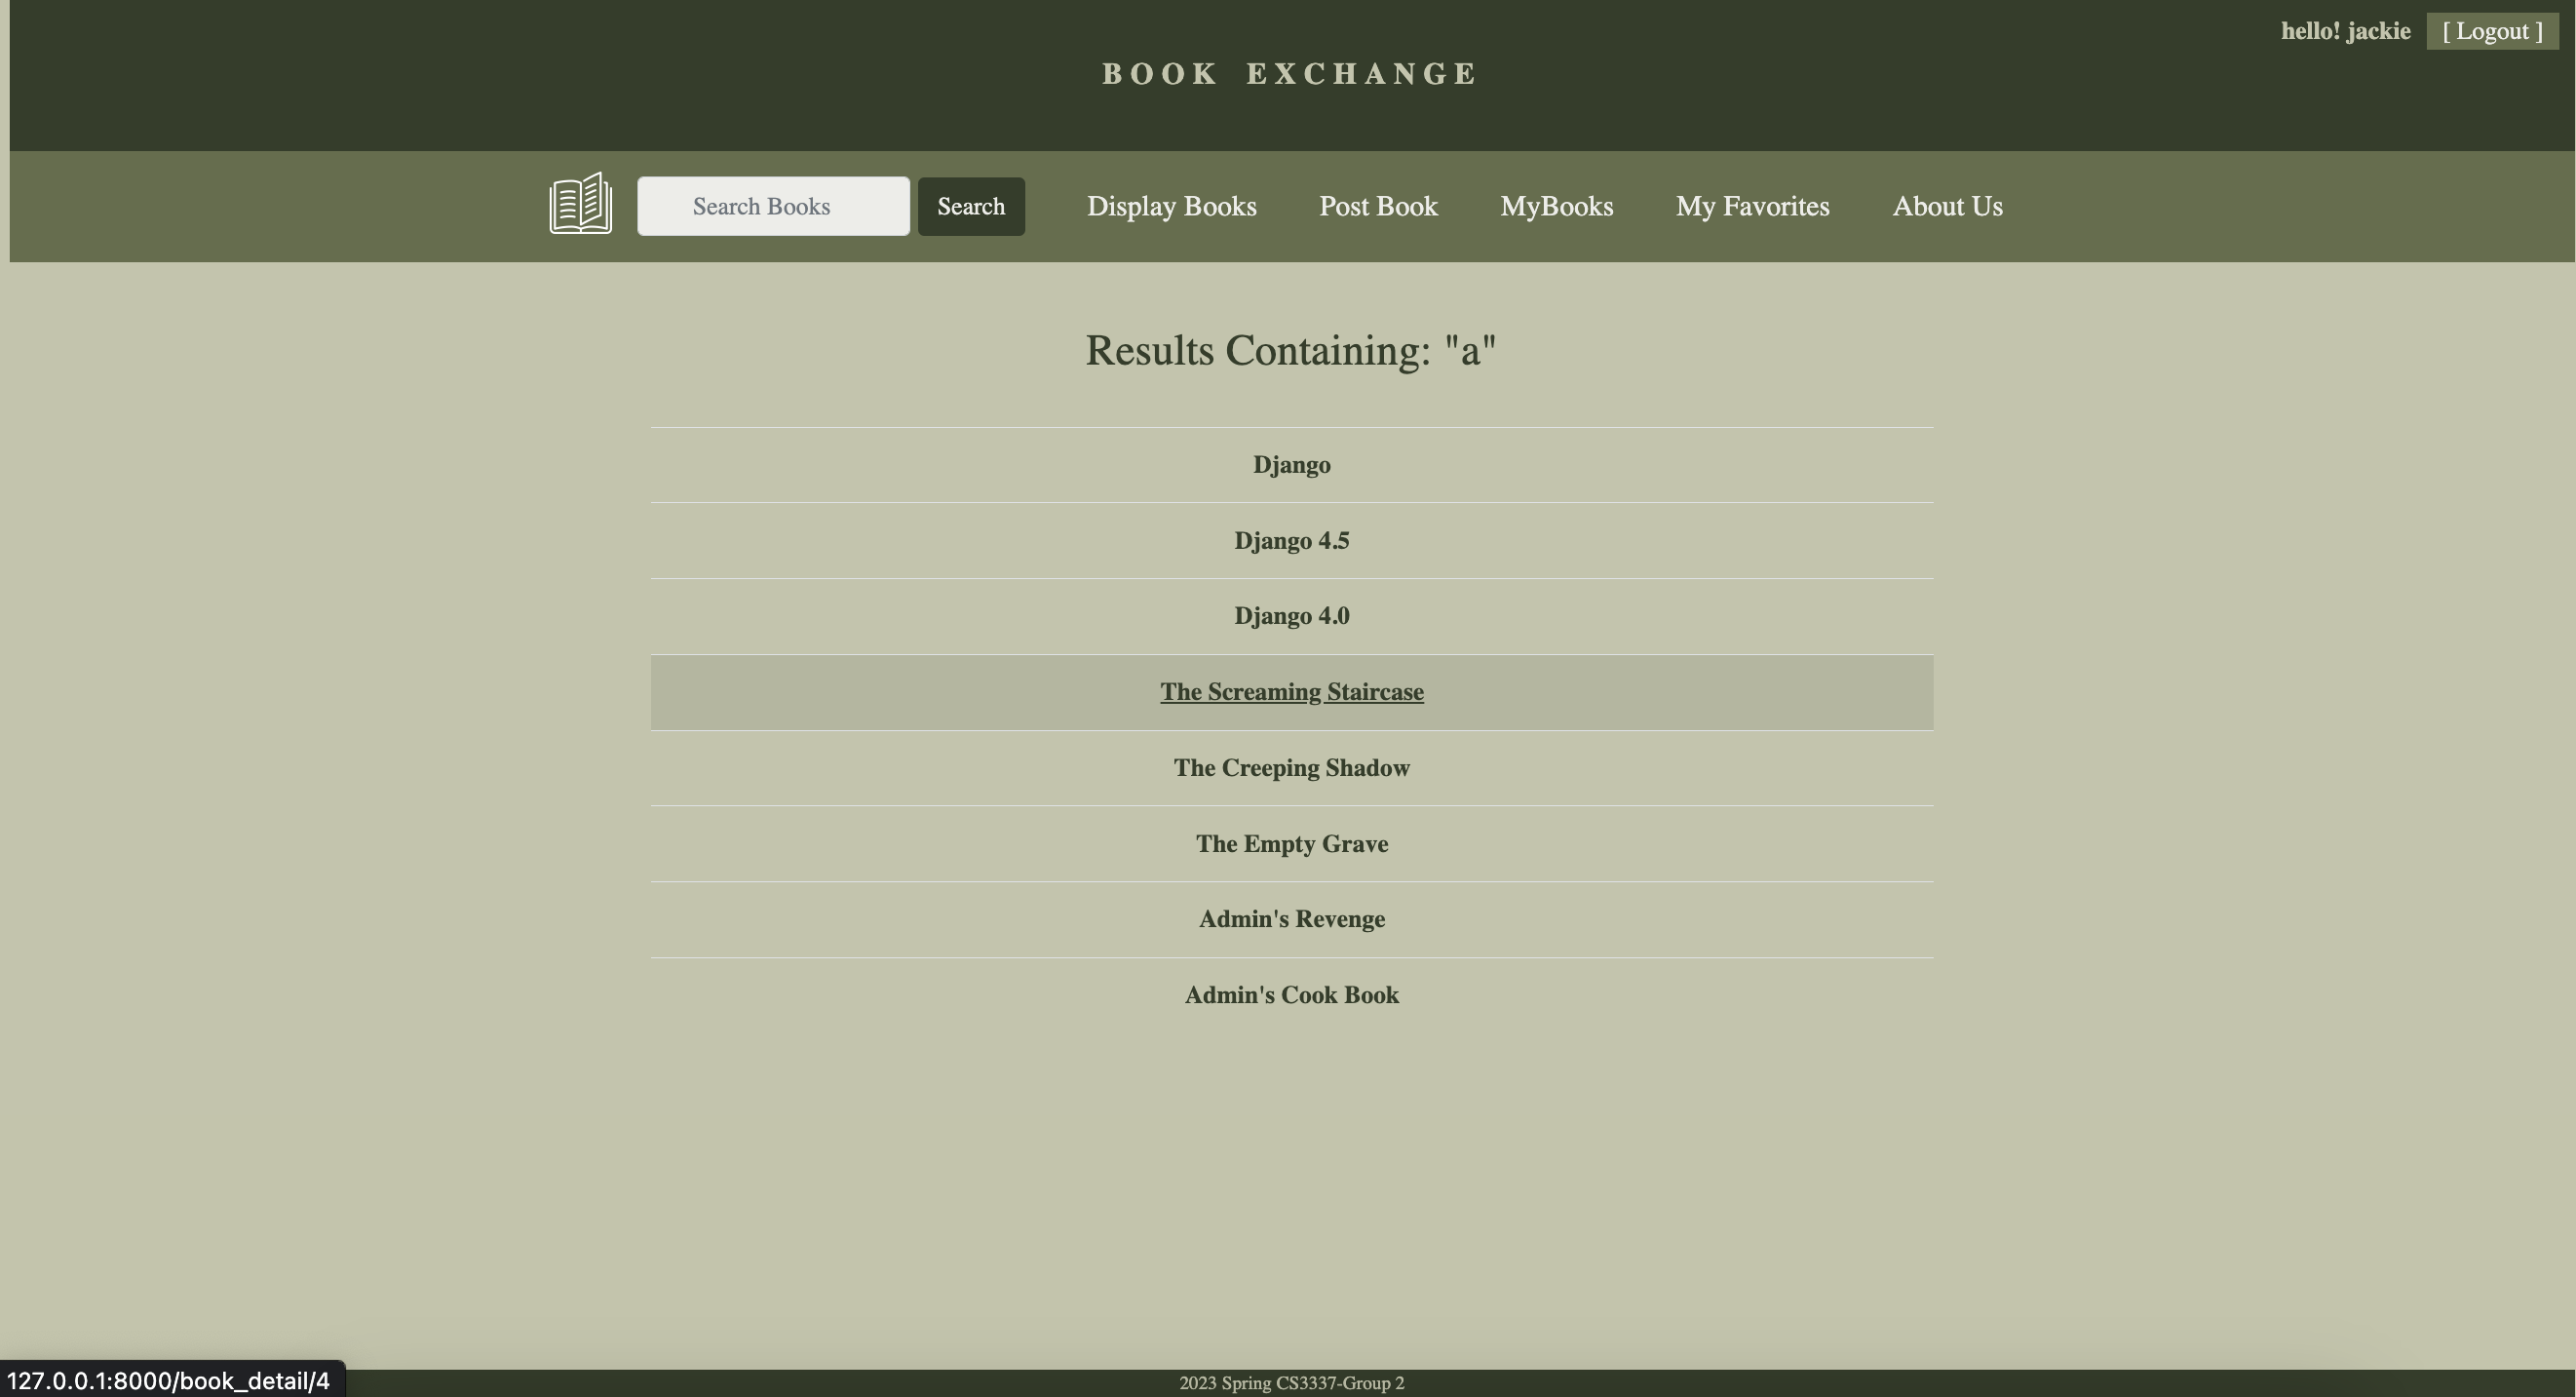 hello! jackie [ Logout ]
BOOK EXCHANGE
Search Books Search Display Books Post Book MyBooks My Favorites About Us
Results Containing: "a"
Django
Django 4.5
Django 4.0
The Screaming Staircase
The Creeping Shadow
The Empty Grave
Admin's Revenge
Admin's Cook Book
127.0.0.1:8000/book_detail/4
2023 Spring CS3337-Group 2